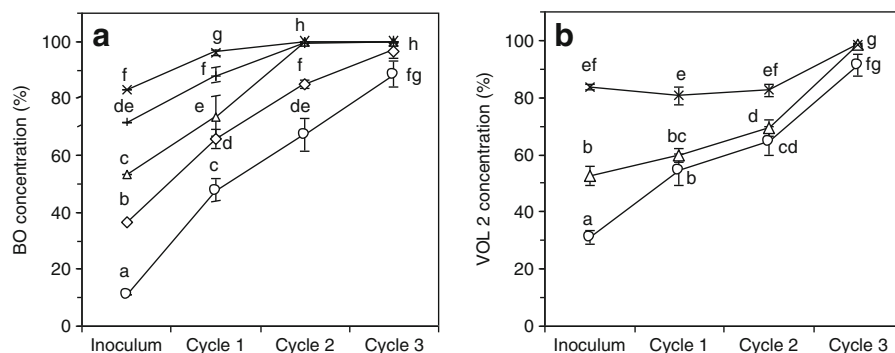 a
BO concentration (%)
100
80
60
40
20
0
f
g
h
de
f
h
c
e
f
fg
b
d
de
a
c
Inoculum Cycle 1 Cycle 2 Cycle 3
b
VOL 2 concentration (%)
100
80
60
40
20
0
ef
e
ef
g
fg
b
bc
d
a
b
cd
Inoculum Cycle 1 Cycle 2 Cycle 3